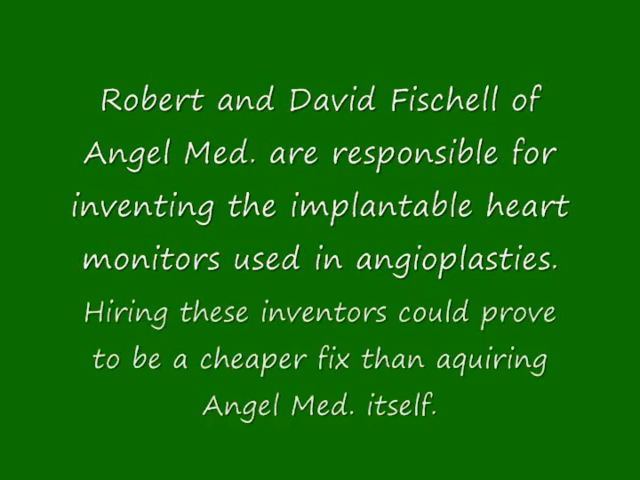 Robert and David Fischell of
Angel Med. are responsible for
inventing the implantable heart
monitors used in angioplasties.
Hiring these inventors could prove
to be a cheaper fix than aquiring
Angel Med. itself.